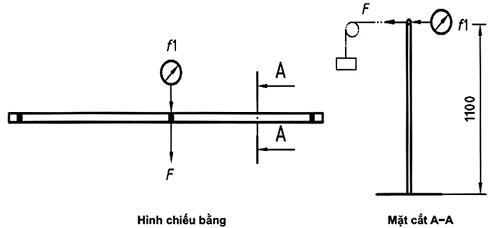 f1
A
A
F
Hình chiếu bằng
F
f1
1100
Mặt cắt A–A